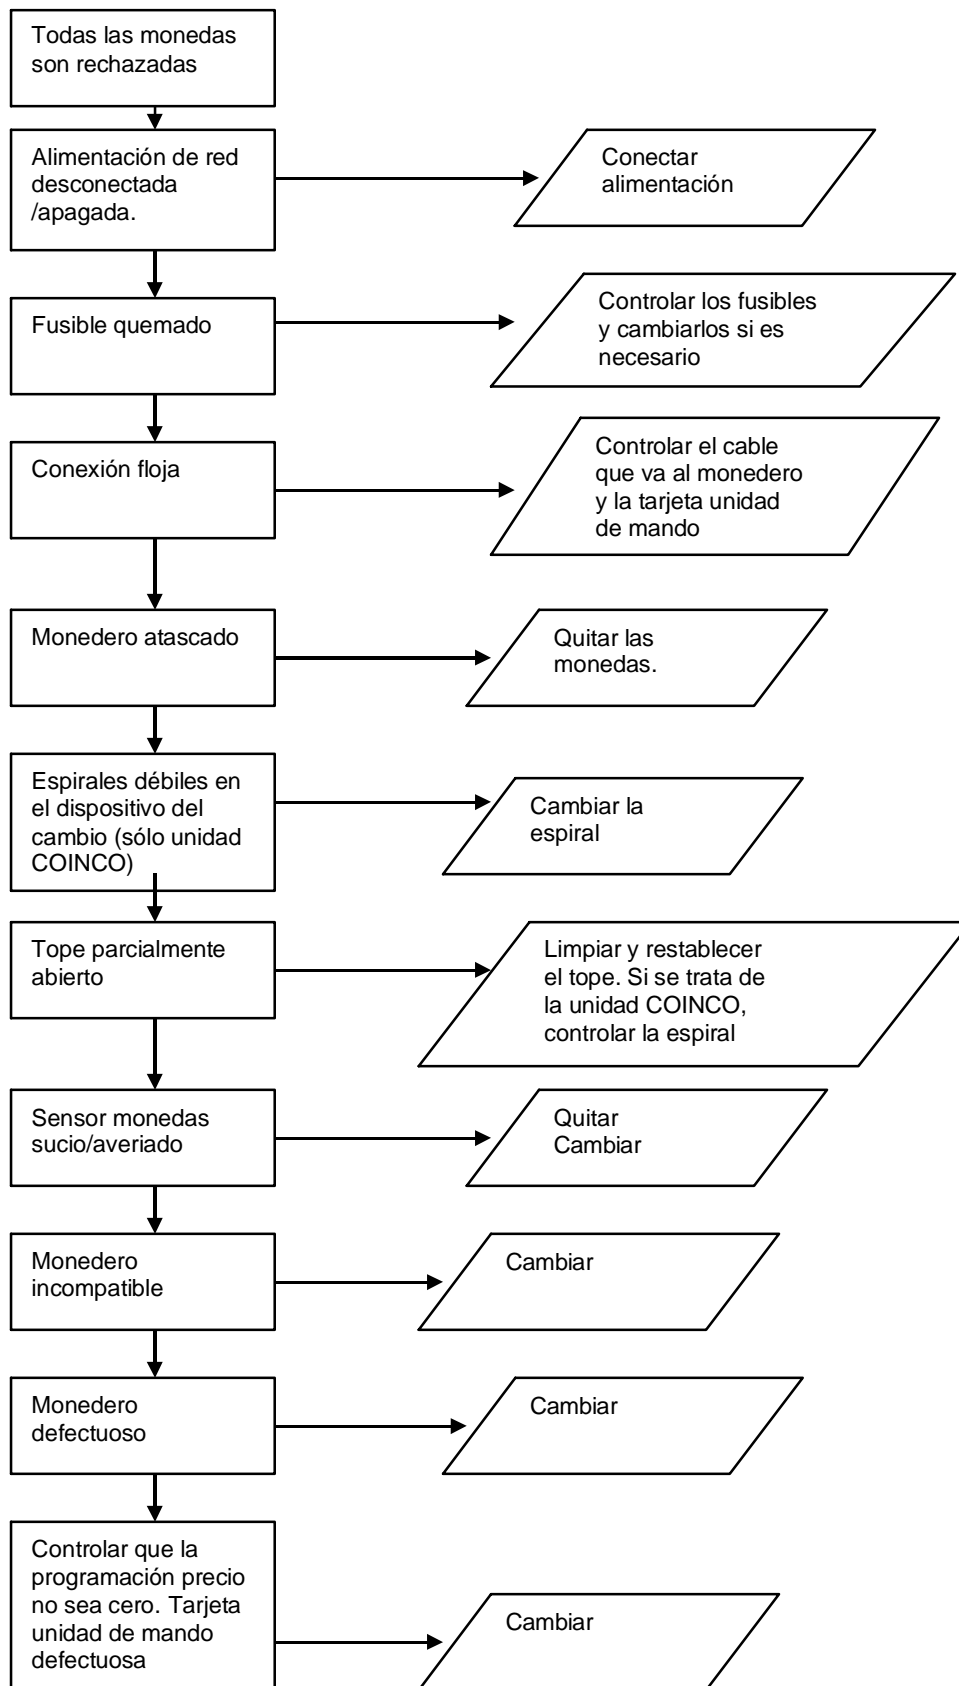 Todas las monedas
son rechazadas
Alimentación de red
desconectada
/apagada.
Conectar
alimentación
Fusible quemado
Controlar los fusibles
y cambiarlos si es
necesario
Conexión floja
Controlar el cable
que va al monedero
y la tarjeta unidad
de mando
Monedero atascado
Quitar las
monedas.
Espirales débiles en
el dispositivo del
cambio (sólo unidad
COINCO)
Cambiar la
espiral
Tope parcialmente
abierto
Limpiar y restablecer
el tope. Si se trata de
la unidad COINCO,
controlar la espiral
Sensor monedas
sucio/averiado
Quitar
Cambiar
Monedero
incompatible
Cambiar
Monedero
defectuoso
Cambiar
Controlar que la
programación precio
no sea cero. Tarjeta
unidad de mando
defectuosa
Cambiar